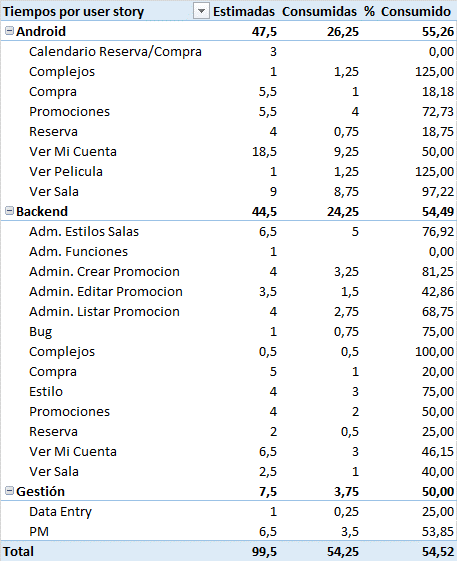 Tiempos por user story Estimadas Consumidas % Consumido
Android 47,5 26,25 55,26
Calendario Reserva/Compra 3 0,00
Complejos 1 1,25 125,00
Compra 5,5 1 18,18
Promociones 5,5 4 72,73
Reserva 4 0,75 18,75
Ver Mi Cuenta 18,5 9,25 50,00
Ver Pelicula 1 1,25 125,00
Ver Sala 9 8,75 97,22
Backend 44,5 24,25 54,49
Adm. Estilos Salas 6,5 5 76,92
Adm. Funciones 1 0,00
Admin. Crear Promocion 4 3,25 81,25
Admin. Editar Promocion 3,5 1,5 42,86
Admin. Listar Promocion 4 2,75 68,75
Bug 1 0,75 75,00
Complejos 0,5 0,5 100,00
Compra 5 1 20,00
Estilo 4 3 75,00
Promociones 4 2 50,00
Reserva 2 0,5 25,00
Ver Mi Cuenta 6,5 3 46,15
Ver Sala 2,5 1 40,00
Gestión 7,5 3,75 50,00
Data Entry 1 0,25 25,00
PM 6,5 3,5 53,85
Total 99,5 54,25 54,52